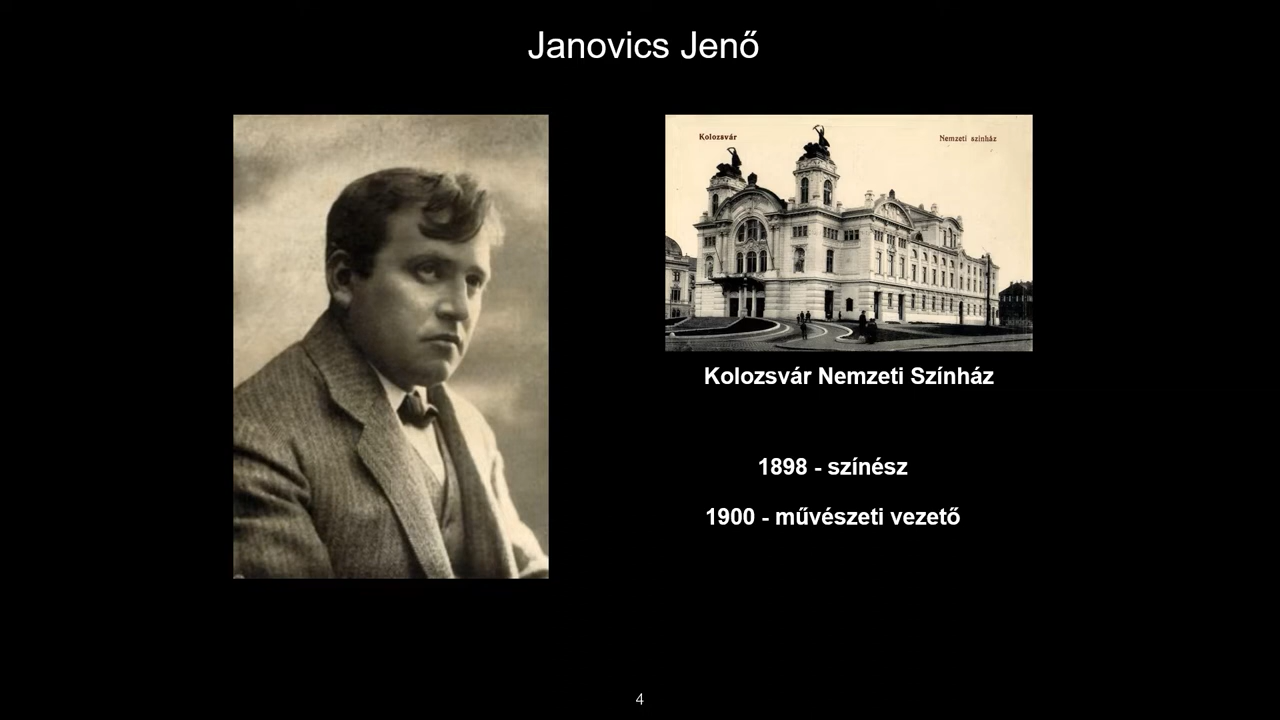 Janovics Jenő
Kolozsvár
Nemzeti színház
Kolozsvár Nemzeti Színház
1898 - színész
1900 - művészeti vezető
4